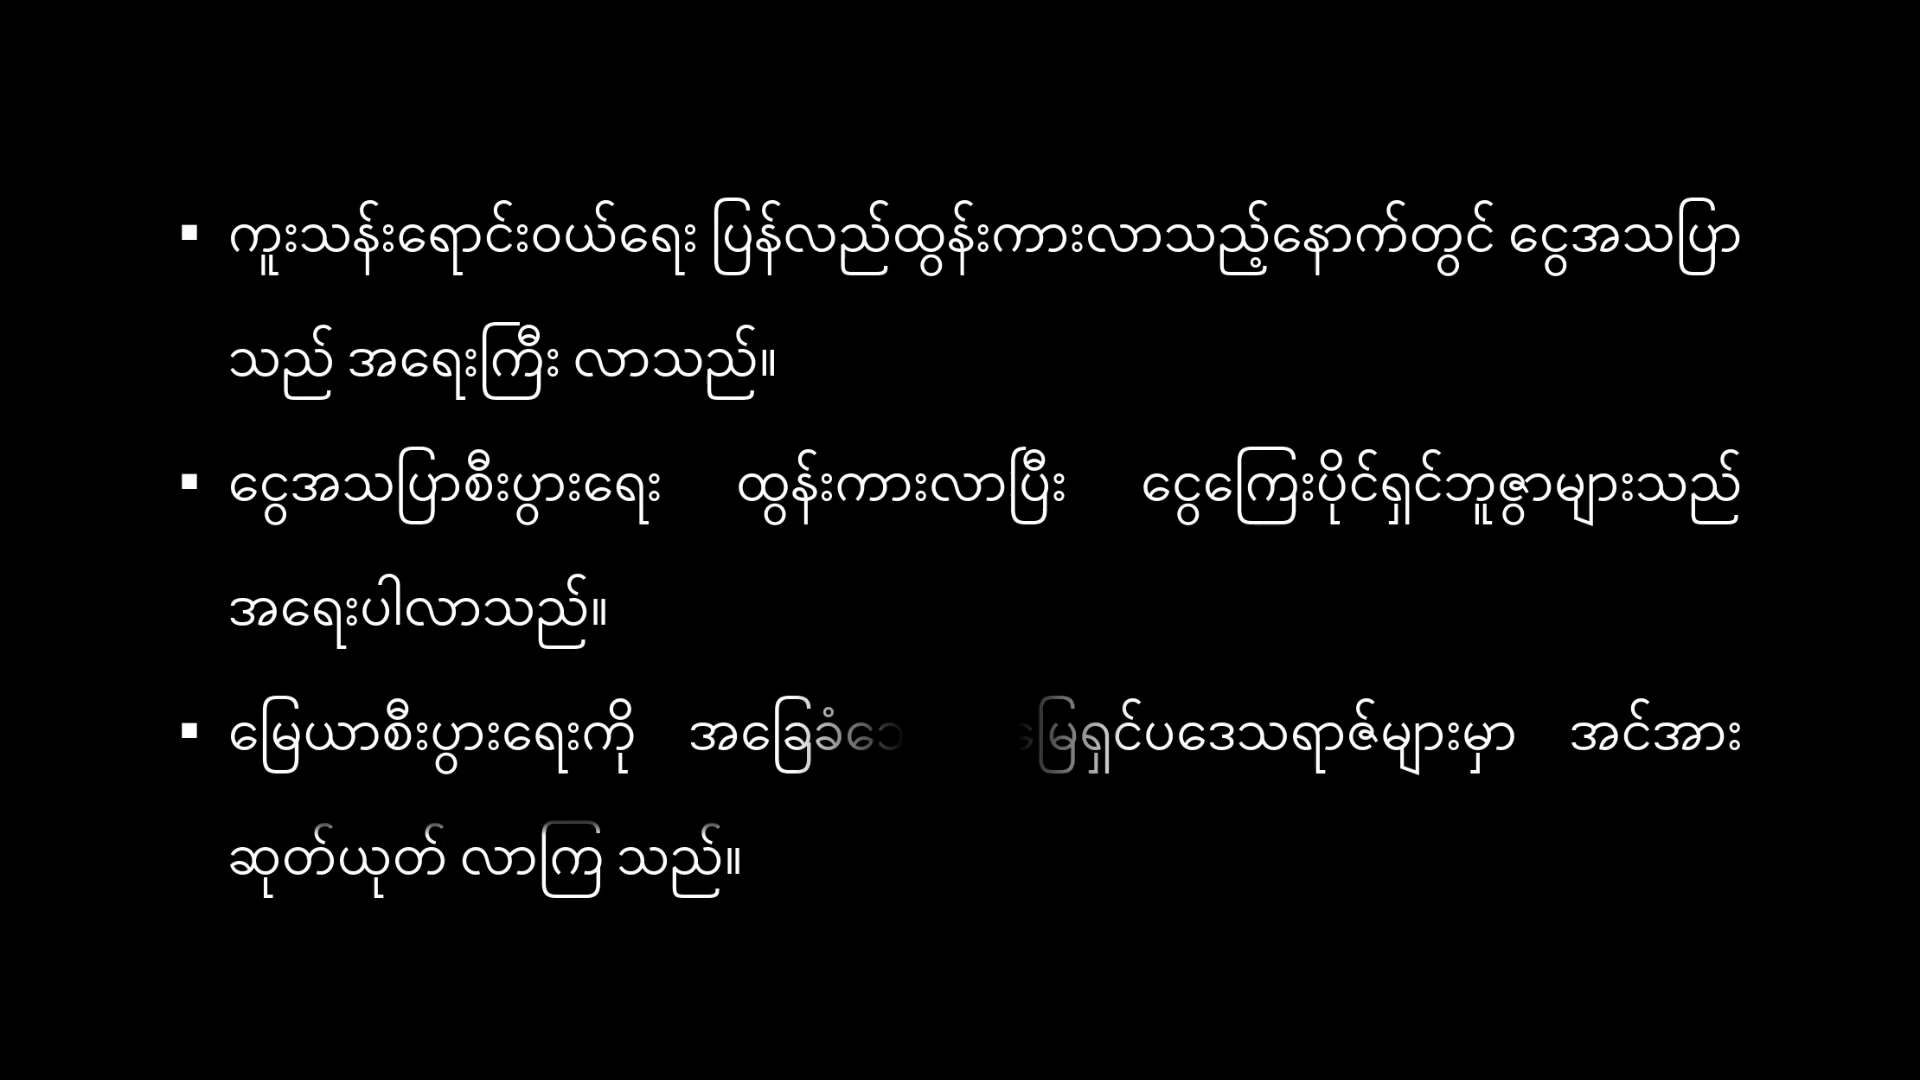 ▪ ကူးသန်းရောင်းဝယ်ရေး ပြန်လည်ထွန်းကားလာသည့်နောက်တွင် ငွေအသပြာ
သည် အရေးကြီး လာသည်။
▪ ငွေအသပြာစီးပွားရေး ထွန်းကားလာပြီး ငွေကြေးပိုင်ရှင်ဘူဇွာများသည်
အရေးပါလာသည်။
▪ မြေယာစီးပွားရေးကို အခြေခံသော မြေရှင်ပဒေသရာဇ်များမှာ အင်အား
ဆုတ်ယုတ် လာကြ သည်။